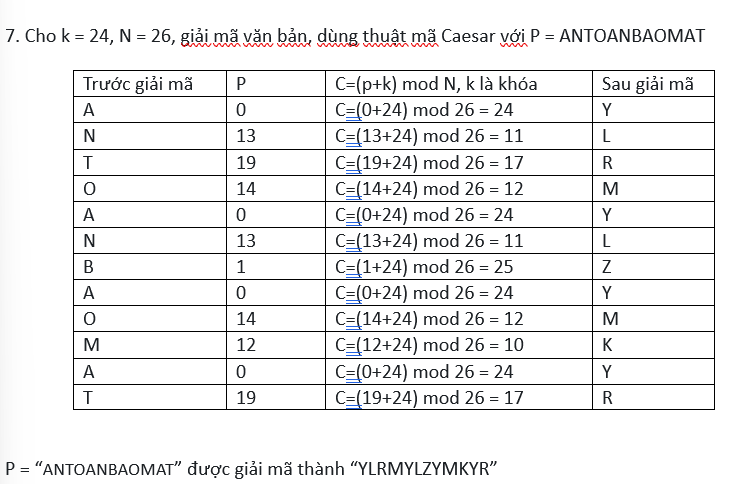 7. Cho k = 24, N = 26, giải mã văn bản, dùng thuật mã Caesar với P = ANTOANBAOMAT
Trước giải mã P C=(p+k) mod N, k là khóa Sau giải mã
A 0 C=(0+24) mod 26 = 24 Y
N 13 C=(13+24) mod 26 = 11 L
T 19 C=(19+24) mod 26 = 17 R
O 14 C=(14+24) mod 26 = 12 M
A 0 C=(0+24) mod 26 = 24 Y
N 13 C=(13+24) mod 26 = 11 L
B 1 C=(1+24) mod 26 = 25 Z
A 0 C=(0+24) mod 26 = 24 Y
O 14 C=(14+24) mod 26 = 12 M
M 12 C=(12+24) mod 26 = 10 K
A 0 C=(0+24) mod 26 = 24 Y
T 19 C=(19+24) mod 26 = 17 R
P = “ANTOANBAOMAT” được giải mã thành “YLRMYLZYMKYR”